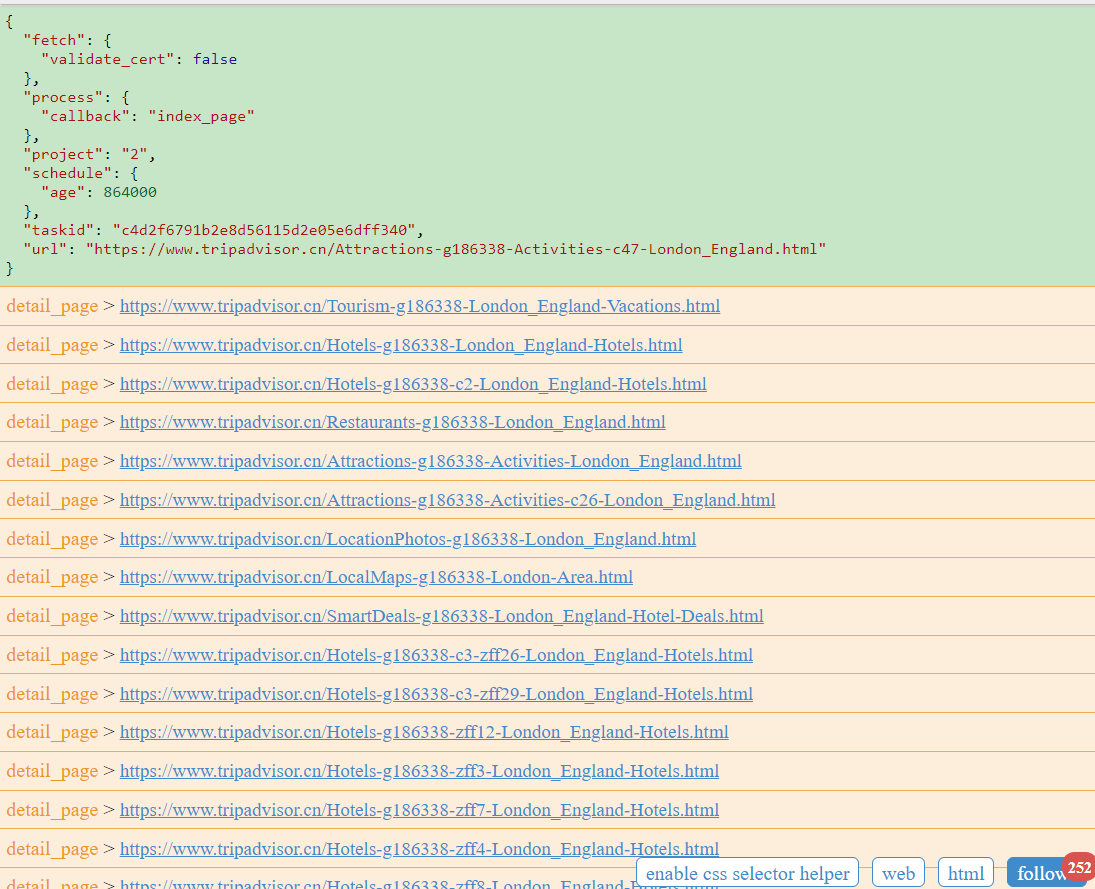 {
"fetch": {
"validate_cert": false
},
"process": {
"callback": "index_page"
},
"project": "2",
"schedule": {
"age": 864000
},
"taskid": "c4d2f6791b2e8d56115d2e05e6dff340",
"url": "https://www.tripadvisor.cn/Attractions-g186338-Activities-c47-London_England.html"
}
detail_page > https://www.tripadvisor.cn/Tourism-g186338-London_England-Vacations.html
detail_page > https://www.tripadvisor.cn/Hotels-g186338-London_England-Hotels.html
detail_page > https://www.tripadvisor.cn/Hotels-g186338-c2-London_England-Hotels.html
detail_page > https://www.tripadvisor.cn/Restaurants-g186338-London_England.html
detail_page > https://www.tripadvisor.cn/Attractions-g186338-Activities-London_England.html
detail_page > https://www.tripadvisor.cn/Attractions-g186338-Activities-c26-London_England.html
detail_page > https://www.tripadvisor.cn/LocationPhotos-g186338-London_England.html
detail_page > https://www.tripadvisor.cn/LocalMaps-g186338-London-Area.html
detail_page > https://www.tripadvisor.cn/SmartDeals-g186338-London_England-Hotel-Deals.html
detail_page > https://www.tripadvisor.cn/Hotels-g186338-c3-zff26-London_England-Hotels.html
detail_page > https://www.tripadvisor.cn/Hotels-g186338-c3-zff29-London_England-Hotels.html
detail_page > https://www.tripadvisor.cn/Hotels-g186338-zff12-London_England-Hotels.html
detail_page > https://www.tripadvisor.cn/Hotels-g186338-zff3-London_England-Hotels.html
detail_page > https://www.tripadvisor.cn/Hotels-g186338-zff7-London_England-Hotels.html
detail_page > https://www.tripadvisor.cn/Hotels-g186338-zff4-London_England-Hotels.html
enable css selector helper web html follow 252
detail_page > https://www.tripadvisor.cn/Hotels-g186338-zff8-London_England-Hotels.html